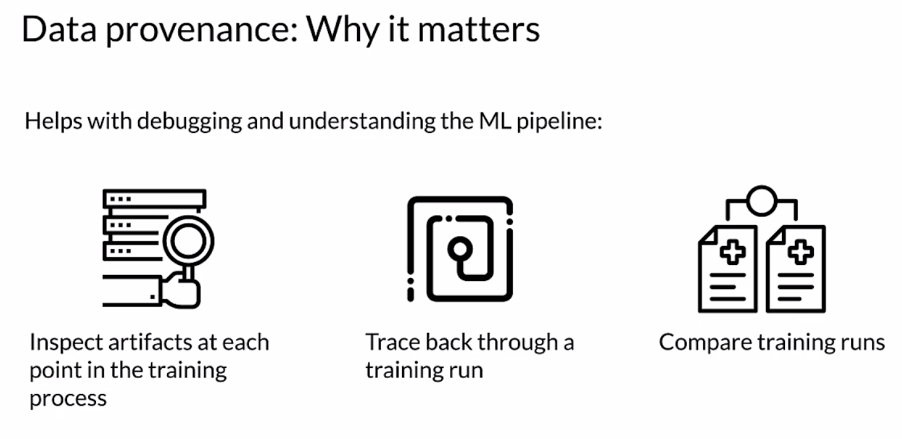 Data provenance: Why it matters
Helps with debugging and understanding the ML pipeline:
Inspect artifacts at each
point in the training
process
Trace back through a
training run
Compare training runs